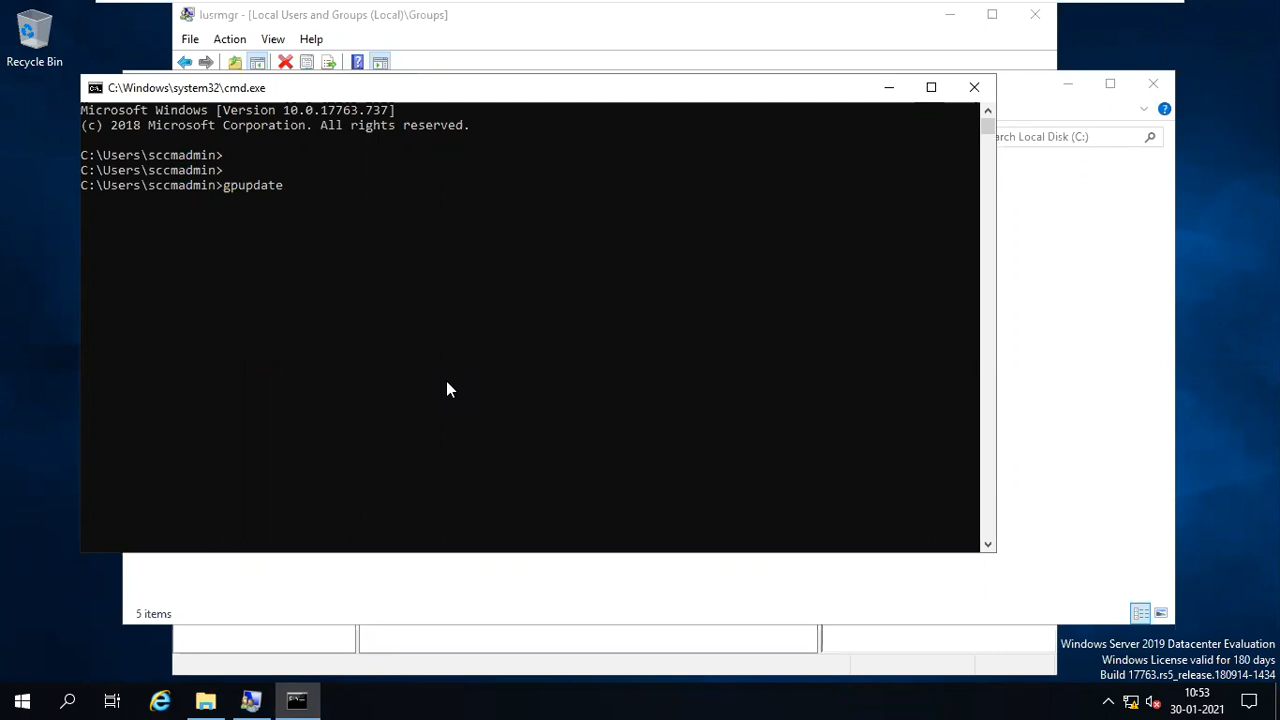 Recycle Bin
lusrmgr - [Local Users and Groups (Local)\Groups]
File Action View Help
C:\Windows\system32\cmd.exe
arch Local Disk (C:)
Microsoft Windows [Version 10.0.17763.737]
(c) 2018 Microsoft Corporation. All rights reserved.
C:\Users\sccmadmin>
C:\Users\sccmadmin>
C:\Users\sccmadmin>gpupdate
5 items
Windows Server 2019 Datacenter Evaluation
Windows License valid for 180 days
Build 17763.rs5_release.180914-1434
10:53
30-01-2021